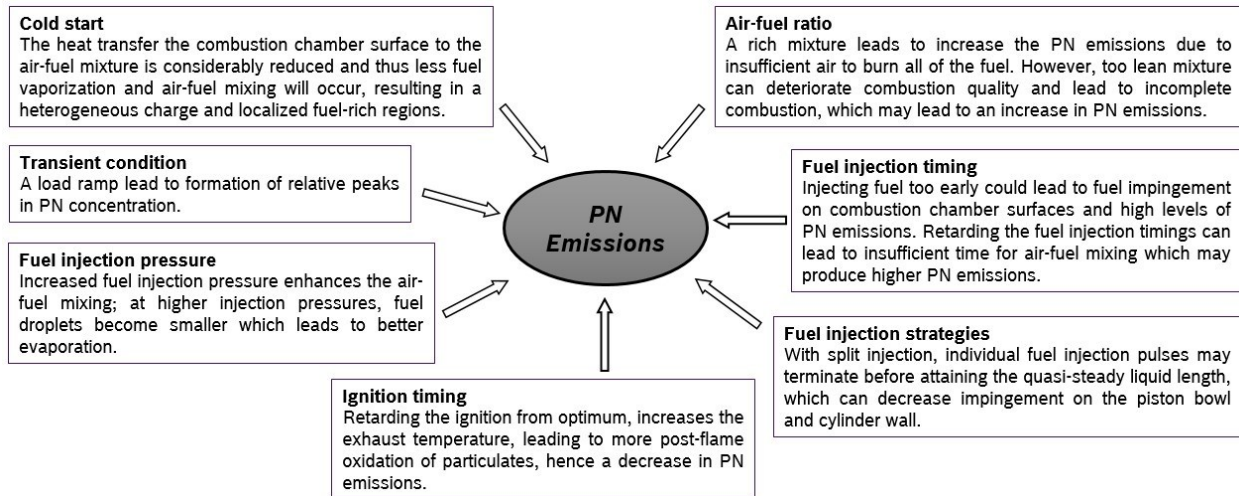 Cold start
The heat transfer the combustion chamber surface to the
air-fuel mixture is considerably reduced and thus less fuel
vaporization and air-fuel mixing will occur, resulting in a
heterogeneous charge and localized fuel-rich regions.
Air-fuel ratio
A rich mixture leads to increase the PN emissions due to
insufficient air to burn all of the fuel. However, too lean mixture
can deteriorate combustion quality and lead to incomplete
combustion, which may lead to an increase in PN emissions.
Transient condition
A load ramp lead to formation of relative peaks
in PN concentration.
PN
Emissions
Fuel injection timing
Injecting fuel too early could lead to fuel impingement
on combustion chamber surfaces and high levels of
PN emissions. Retarding the fuel injection timings can
lead to insufficient time for air-fuel mixing which may
produce higher PN emissions.
Fuel injection pressure
Increased fuel injection pressure enhances the air-
fuel mixing; at higher injection pressures, fuel
droplets become smaller which leads to better
evaporation.
Fuel injection strategies
With split injection, individual fuel injection pulses may
terminate before attaining the quasi-steady liquid length,
which can decrease impingement on the piston bowl
and cylinder wall.
Ignition timing
Retarding the ignition from optimum, increases the
exhaust temperature, leading to more post-flame
oxidation of particulates, hence a decrease in PN
emissions.